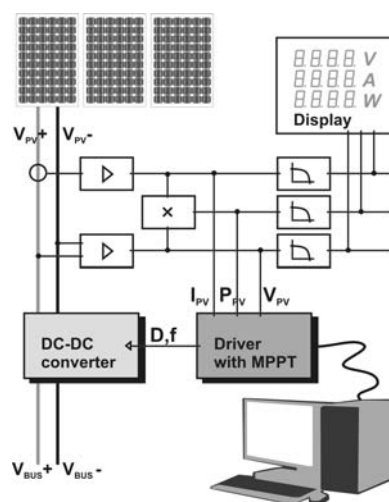 8.8.8.8. V
8.8.8.8. A
8.8.8.8. W
Display
VPV+ VPV-
×
IPV PPV VPV
DC-DC
converter
D,f
Driver
with MPPT
VBUS+ VBUS-